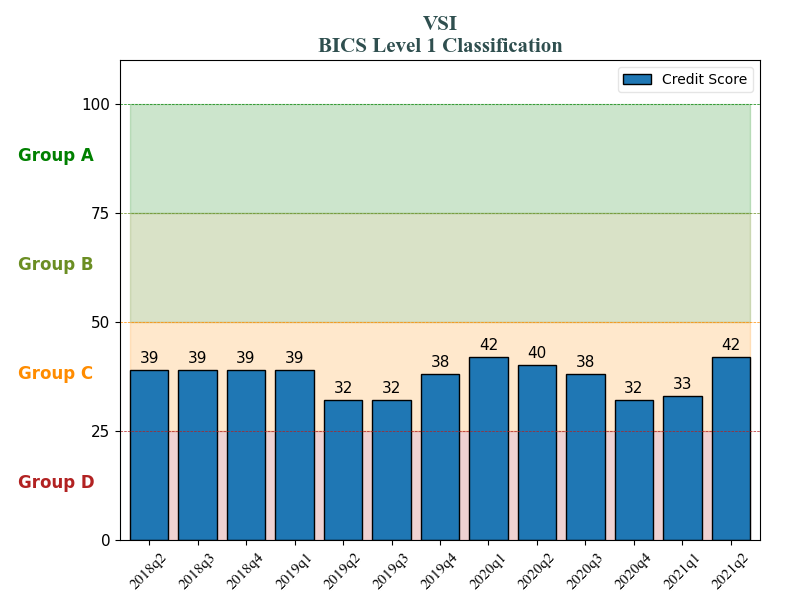 VSI
BICS Level 1 Classification
Credit Score
100
Group A
75
Group B
50
Group C
25
Group D
0
39 39 39 39 32 32 38 42 40 38 32 33 42
2018q2 2018q3 2018q4 2019q1 2019q2 2019q3 2019q4 2020q1 2020q2 2020q3 2020q4 2021q1 2021q2